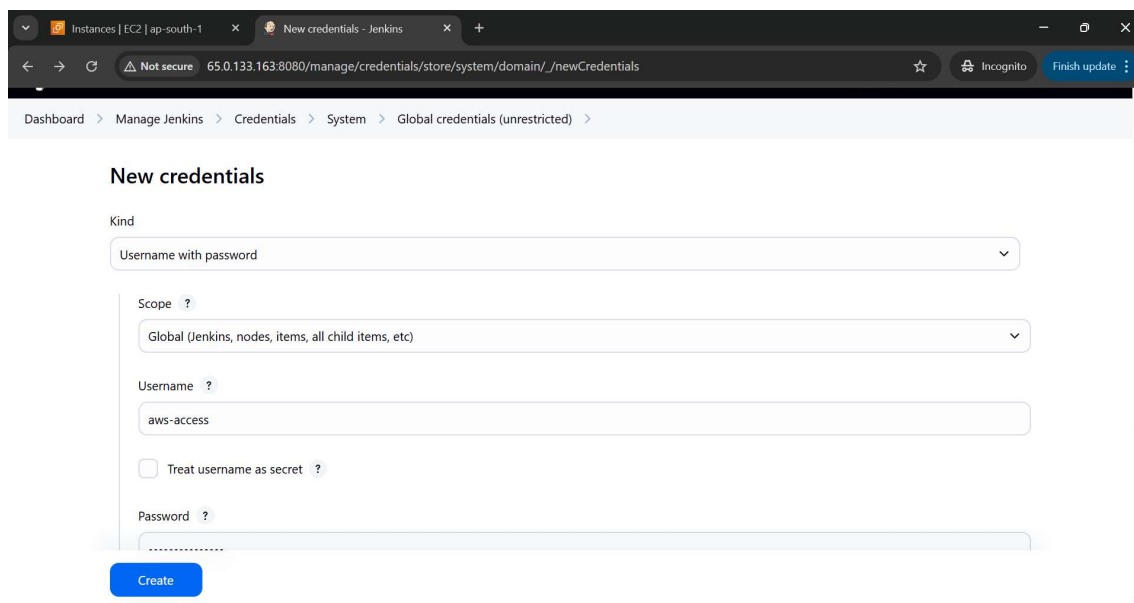 Instances | EC2 | ap-south-1
New credentials - Jenkins
Not secure 65.0.133.163:8080/manage/credentials/store/system/domain/_/newCredentials
Incognito
Finish update
Dashboard > Manage Jenkins > Credentials > System > Global credentials (unrestricted) >
New credentials
Kind
Username with password
Scope ?
Global (Jenkins, nodes, items, all child items, etc)
Username ?
aws-access
Treat username as secret ?
Password ?
Create